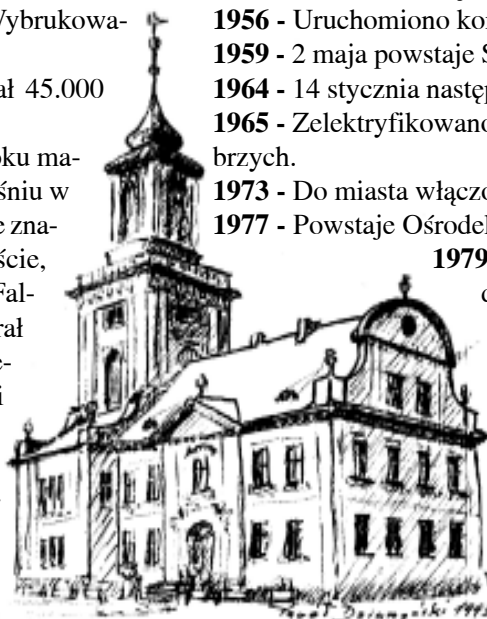 Wybrukowa-
ał 45.000
oku ma-
śniu w
e zna-
ście,
Fal-
rał
e-
i
1956 - Uruchomiono ko
1959 - 2 maja powstaje S
1964 - 14 stycznia nastę
1965 - Zelektryfikowano
brzych.
1973 - Do miasta włączo
1977 - Powstaje Ośrodel
1979
d